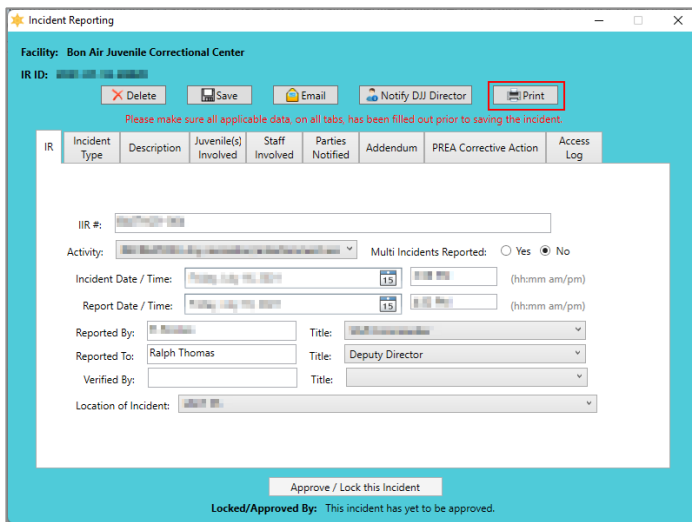 Incident Reporting
Facility: Bon Air Juvenile Correctional Center
IR ID:
Delete Save Email Notify DJJ Director Print
Please make sure all applicable data, on all tabs, has been filled out prior to saving the incident.
IR Incident Type Description Juvenile(s) Involved Staff Involved Parties Notified Addendum PREA Corrective Action Access Log
IIR #:
Activity: Multi Incidents Reported: Yes No
Incident Date / Time: 15 (hh:mm am/pm)
Report Date / Time: 15 (hh:mm am/pm)
Reported By: Title:
Reported To: Ralph Thomas Title: Deputy Director
Verified By: Title:
Location of Incident:
Approve / Lock this Incident
Locked/Approved By: This incident has yet to be approved.